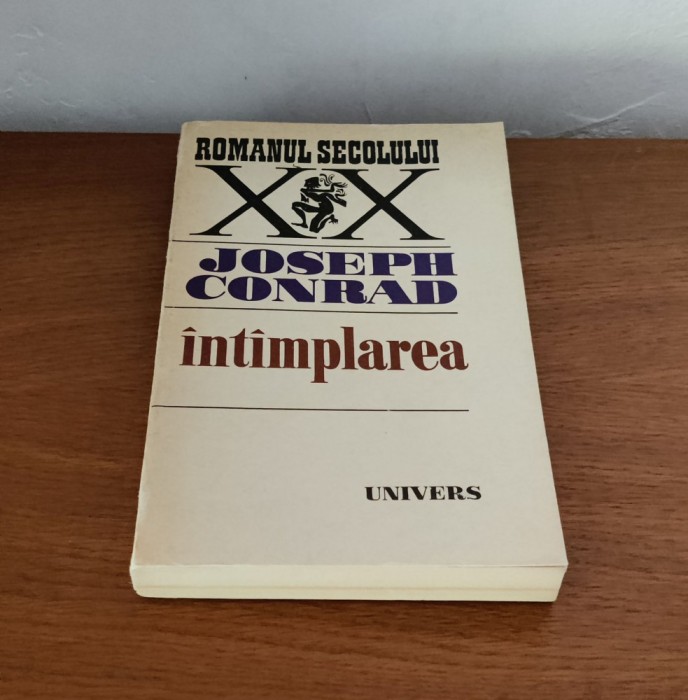 ROMANUL SECOLULUI
XX
JOSEPH
CONRAD
întîmplarea
UNIVERS